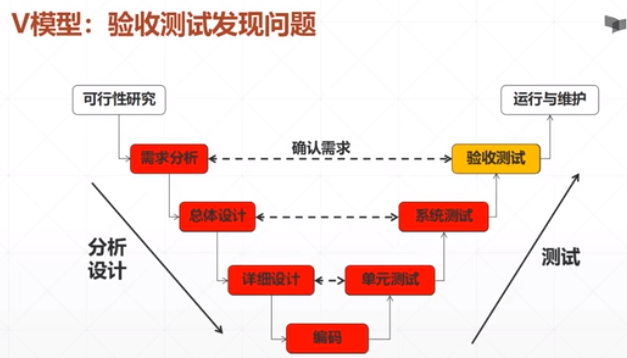 V模型：验收测试发现问题
可行性研究
运行与维护
需求分析
确认需求
验收测试
总体设计
系统测试
分析
设计
测试
详细设计
单元测试
编码